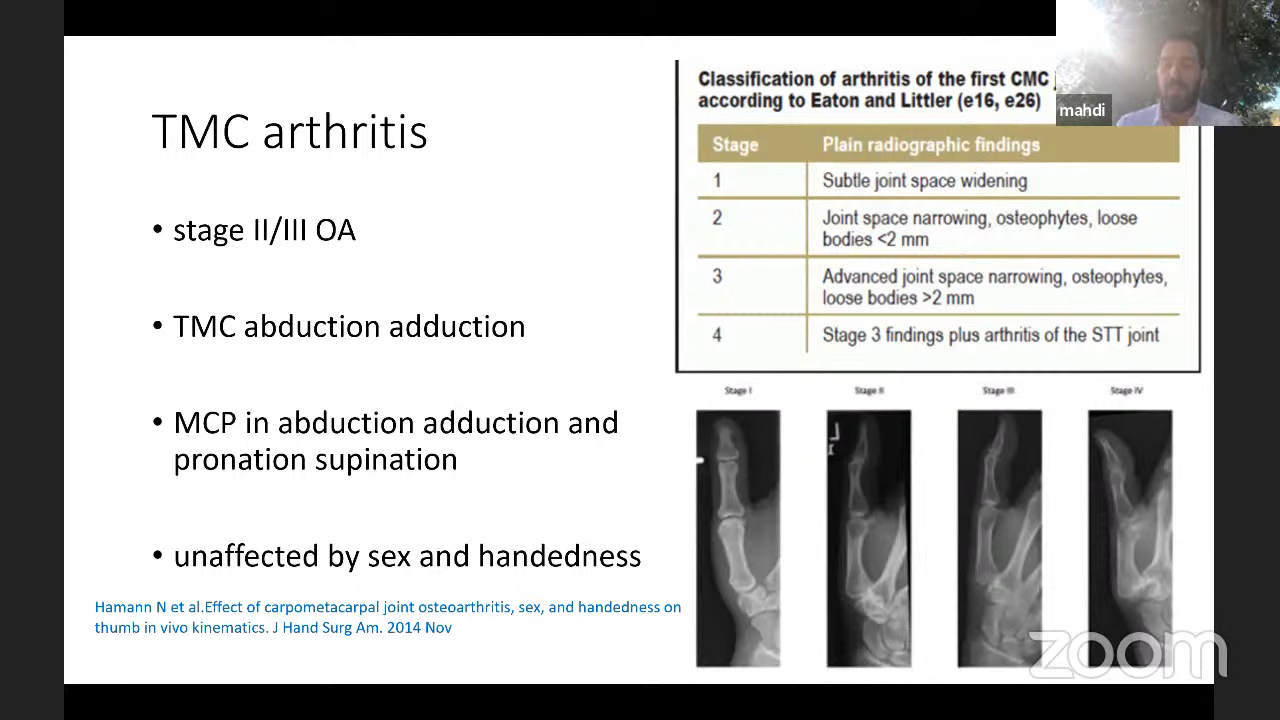 TMC arthritis
• stage II/III OA
• TMC abduction adduction
• MCP in abduction adduction and
pronation supination
• unaffected by sex and handedness
Hamann N et al.Effect of carpometacarpal joint osteoarthritis, sex, and handedness on
thumb in vivo kinematics. J Hand Surg Am. 2014 Nov
Classification of arthritis of the first CMC
according to Eaton and Littler (e16, e26)
Stage Plain radiographic findings
1 Subtle joint space widening
2 Joint space narrowing, osteophytes, loose
bodies <2 mm
3 Advanced joint space narrowing, osteophytes,
loose bodies >2 mm
4 Stage 3 findings plus arthritis of the STT joint
Stage I Stage II Stage III Stage IV
L
mahdi
zoom